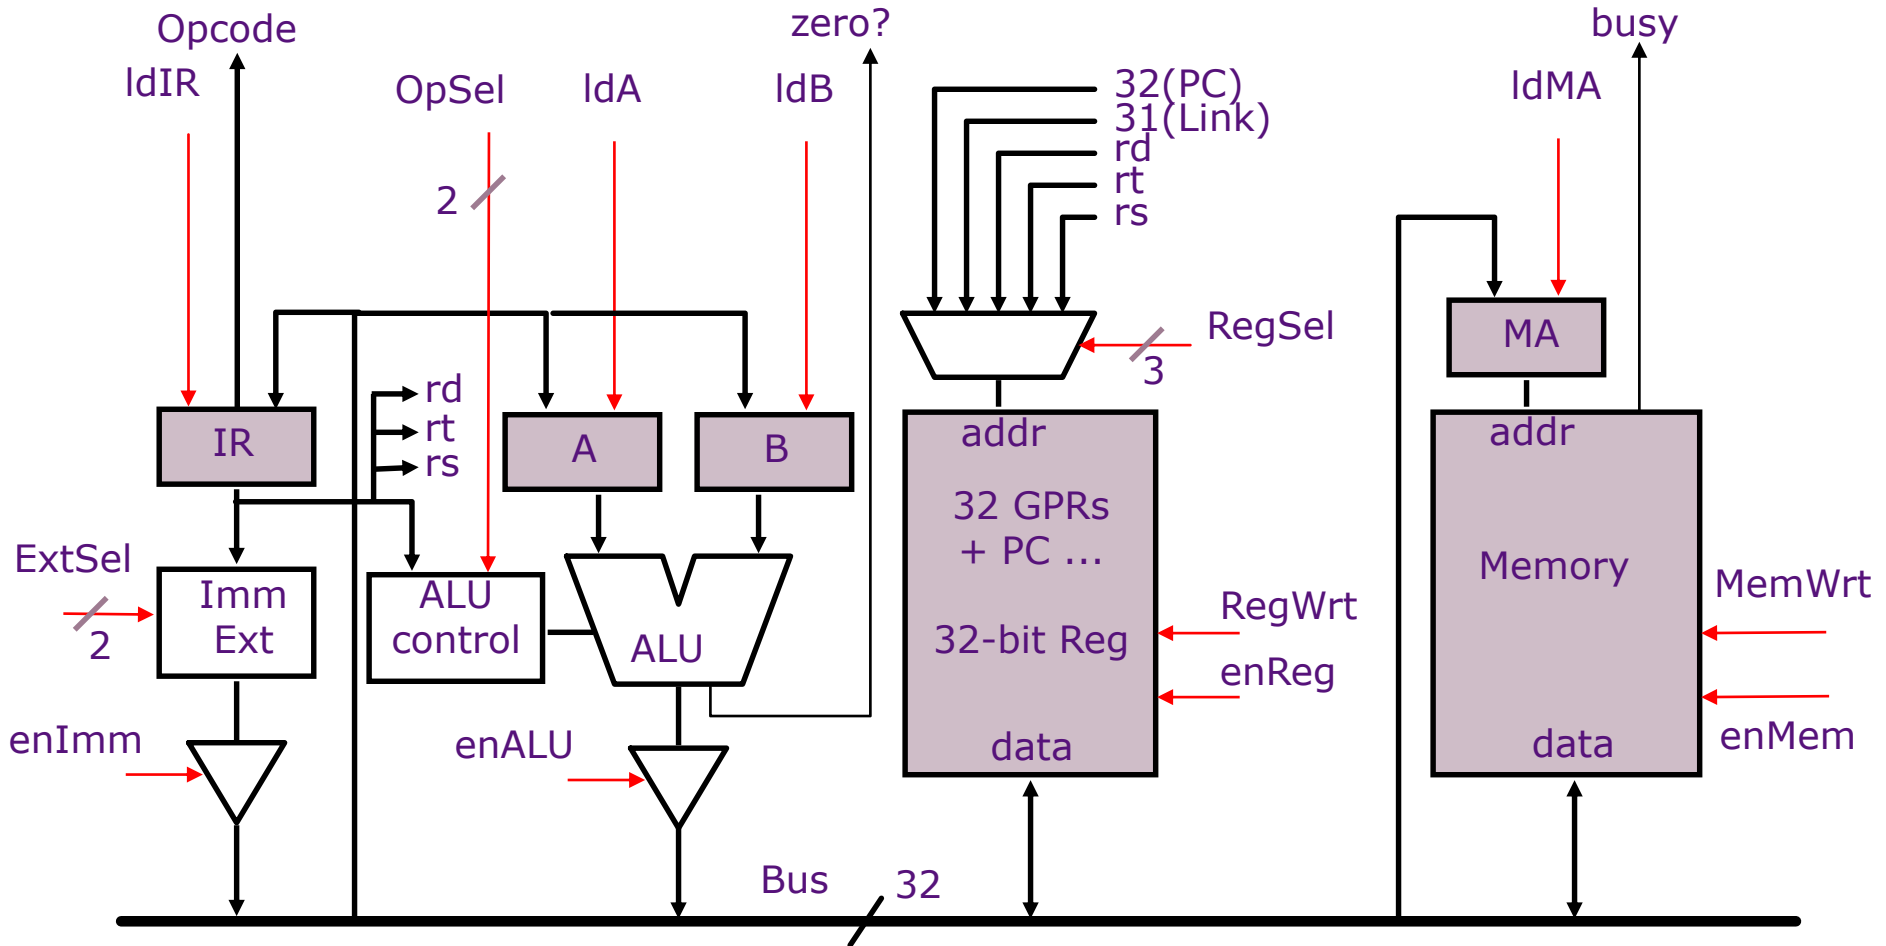 Opcode
zero?
busy
ldIR
OpSel
ldA
ldB
32(PC)
31(Link)
rd
rt
rs
ldMA
2
RegSel
3
MA
rd
rt
rs
IR
A
B
addr
addr
32 GPRs
+ PC ...
32-bit Reg
data
Memory
data
ExtSel
2
Imm
Ext
ALU
control
ALU
RegWrt
enReg
MemWrt
enMem
enImm
enALU
Bus
32